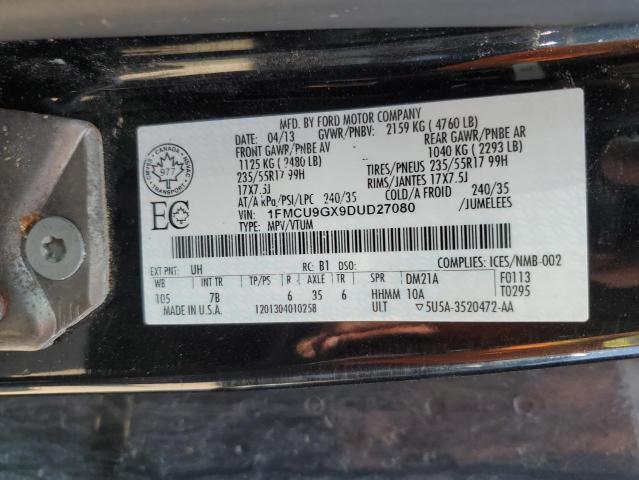 MFD. BY FORD MOTOR COMPANY
04/13 GVWR/PNBV: 2159 KG ( 4760 LB)
FRONT GAWR/PNBE AV REAR GAWR/PNBE AR
1125 KG ( 2480 LB) 1040 KG ( 2293 LB)
235/55R17 99H TIRES/PNEUS 235/55R17 99H
17X7.5J RIMS/JANTES 17X7.5J
AT/A kPa/PSI/LPC 240/35 COLD/A FROID 240/35
VIN: 1FMCU9GX9DUD27080 /JUMELEES
TYPE: MPV/VTUM
CANADA
977
TRANSPORT
EC
EXT PNT: UH RC: B1 DSO: COMPLIES: ICES/NMB-002
WB INT TR TP/PS R AXLE TR SPR DM21A F0113
105 7B 6 35 6 HHMM 10A T0295
MADE IN U.S.A. 1201304010258 ULT ▽5U5A-3520472-AA